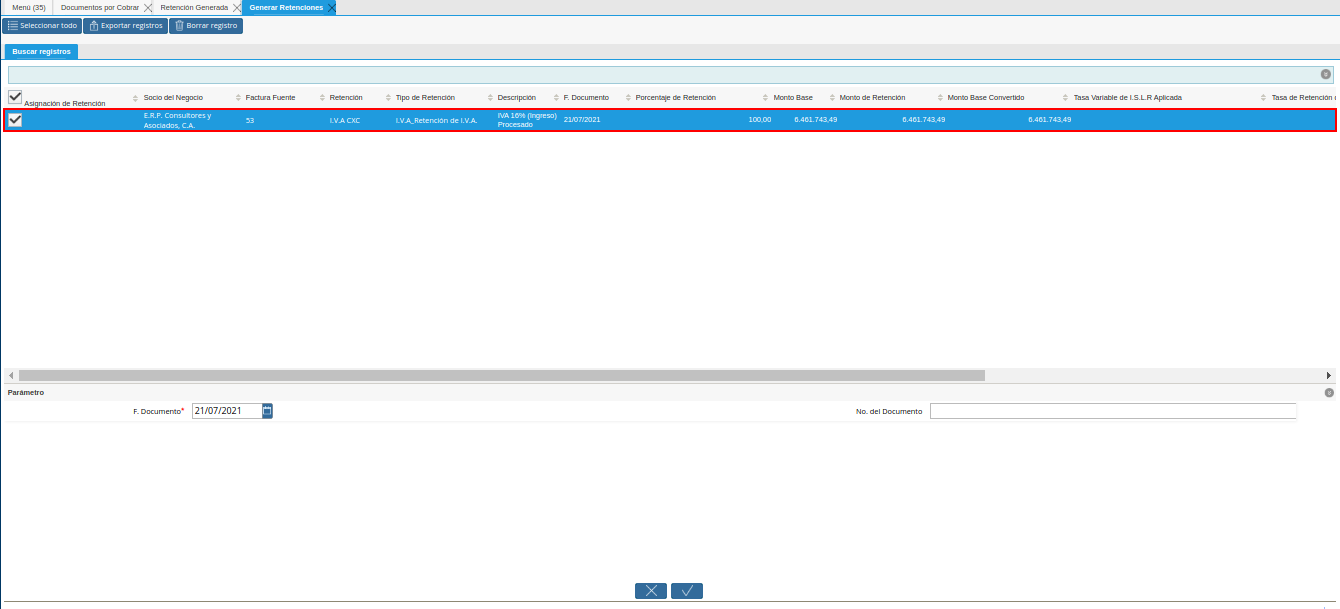 Menú (35)
Documentos por Cobrar
Retención Generada
Generar Retenciones
Seleccionar todo
Exportar registros
Borrar registro
Buscar registros
Asignación de Retención
Socio del Negocio
Factura Fuente
Retención
Tipo de Retención
Descripción
F. Documento
Porcentaje de Retención
Monto Base
Monto de Retención
Monto Base Convertido
Tasa Variable de I.S.L.R Aplicada
Tasa de Retención
E.R.P. Consultores y
Asociados, C.A.
53
I.V.A CXC
I.V.A_Retención de I.V.A.
IVA 16% (Ingreso)
Procesado
21/07/2021
100,00
6.461.743,49
6.461.743,49
6.461.743,49
Parámetro
F. Documento*
21/07/2021
No. del Documento